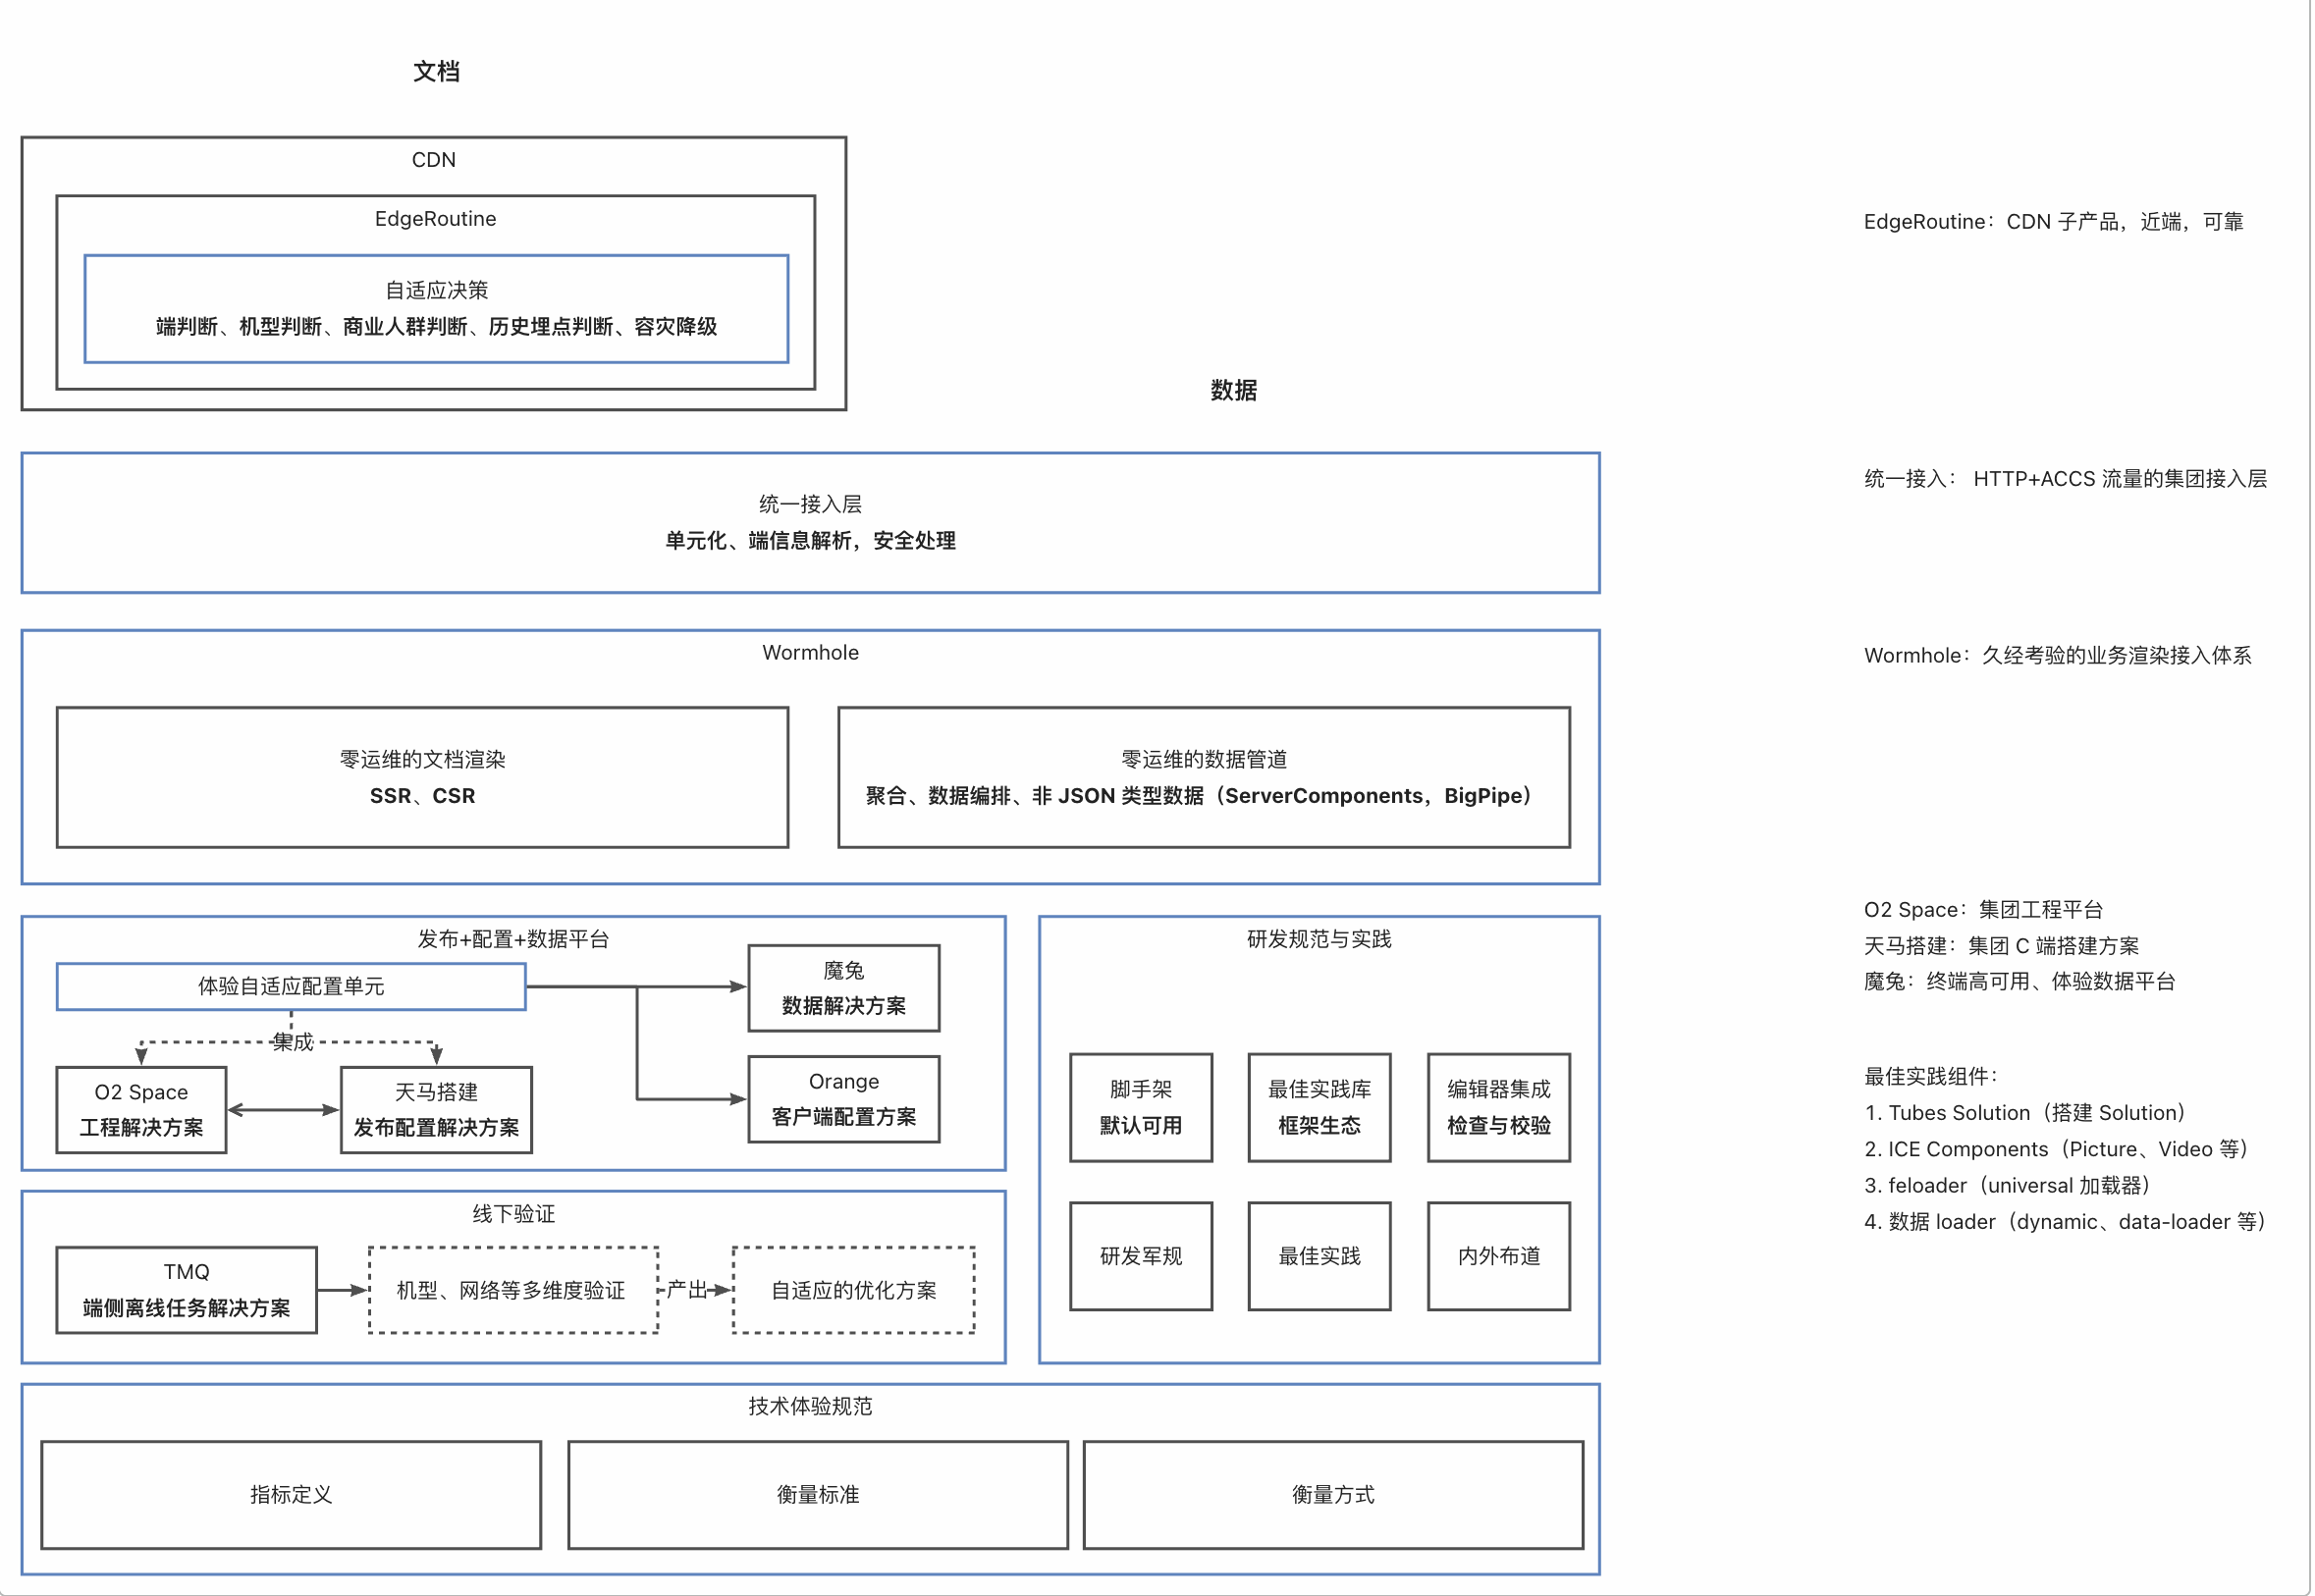 文档
CDN
EdgeRoutine
自适应决策
端判断、机型判断、商业人群判断、历史埋点判断、容灾降级
EdgeRoutine：CDN 子产品，近端，可靠
数据
统一接入层
单元化、端信息解析，安全处理
统一接入： HTTP+ACCS 流量的集团接入层
Wormhole
Wormhole：久经考验的业务渲染接入体系
零运维的文档渲染
SSR、CSR
零运维的数据管道
聚合、数据编排、非 JSON 类型数据（ServerComponents，BigPipe）
发布+配置+数据平台
体验自适应配置单元
魔兔
数据解决方案
集成
O2 Space
工程解决方案
天马搭建
发布配置解决方案
Orange
客户端配置方案
研发规范与实践
脚手架
默认可用
最佳实践库
框架生态
编辑器集成
检查与校验
研发军规
最佳实践
内外布道
O2 Space：集团工程平台
天马搭建：集团 C 端搭建方案
魔兔：终端高可用、体验数据平台
最佳实践组件：
1. Tubes Solution（搭建 Solution）
2. ICE Components（Picture、Video 等）
3. feloader（universal 加载器）
4. 数据 loader（dynamic、data-loader 等）
线下验证
TMQ
端侧离线任务解决方案
机型、网络等多维度验证
产出
自适应的优化方案
技术体验规范
指标定义
衡量标准
衡量方式